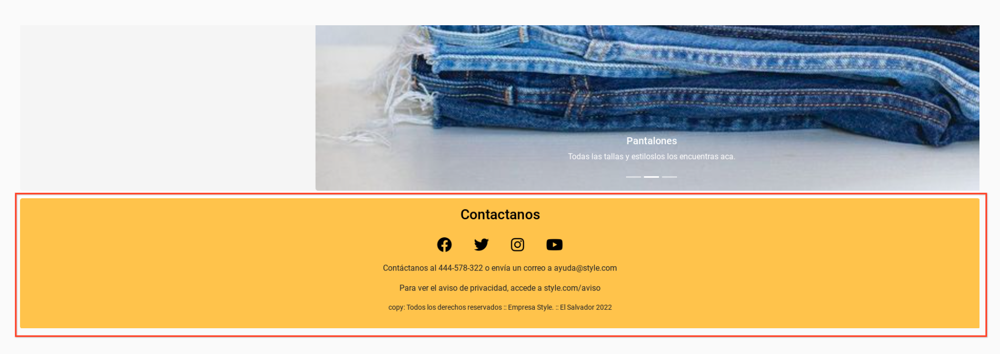 Pantalones
Todas las tallas y estiloslos los encuentras aca.
Contactanos
Contáctanos al 444-578-322 o envía un correo a ayuda@style.com
Para ver el aviso de privacidad, accede a style.com/aviso
copy: Todos los derechos reservados :: Empresa Style. :: El Salvador 2022